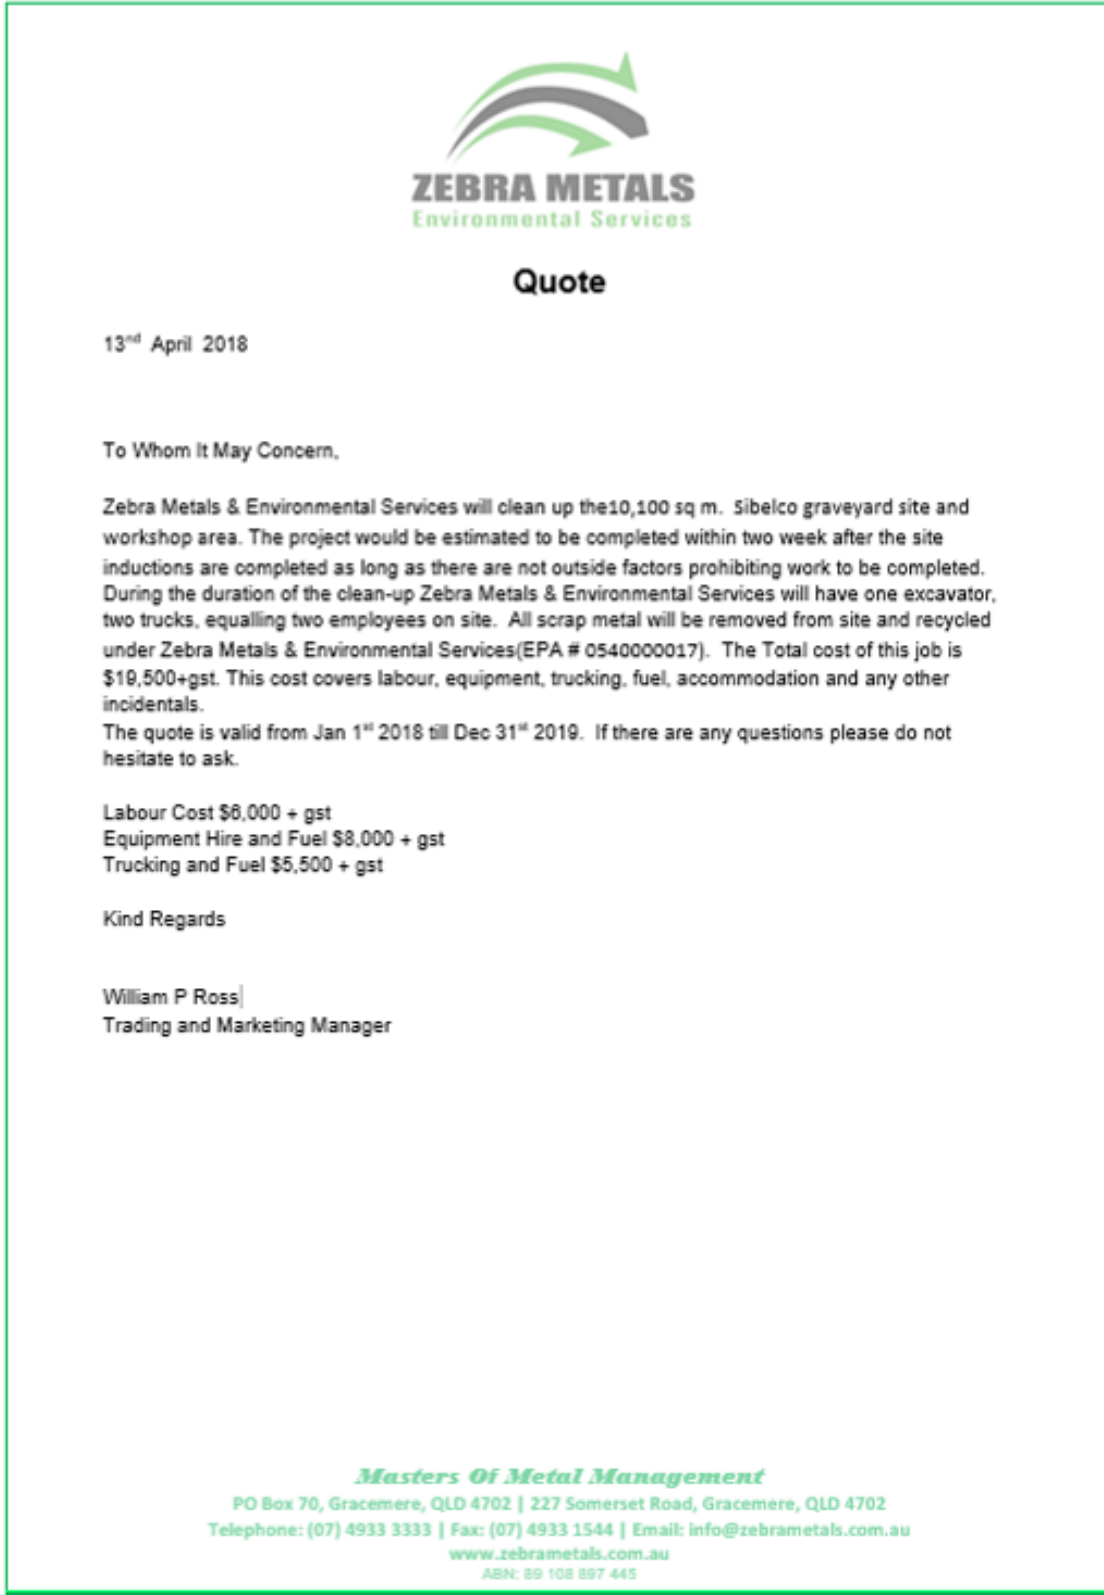 ZEBRA METALS
Environmental Services
Quote
13nd April 2018
To Whom It May Concern,
Zebra Metals & Environmental Services will clean up the10,100 sq m. Sibelco graveyard site and
workshop area. The project would be estimated to be completed within two week after the site
inductions are completed as long as there are not outside factors prohibiting work to be completed.
During the duration of the clean-up Zebra Metals & Environmental Services will have one excavator,
two trucks, equalling two employees on site. All scrap metal will be removed from site and recycled
under Zebra Metals & Environmental Services(EPA # 0540000017). The Total cost of this job is
$19,500+gst. This cost covers labour, equipment, trucking, fuel, accommodation and any other
incidentals.
The quote is valid from Jan 1st 2018 till Dec 31st 2019. If there are any questions please do not
hesitate to ask.
Labour Cost $6,000 + gst
Equipment Hire and Fuel $8,000 + gst
Trucking and Fuel $5,500 + gst
Kind Regards
William P Ross
Trading and Marketing Manager
Masters Of Metal Management
PO Box 70, Gracemere, QLD 4702 | 227 Somerset Road, Gracemere, QLD 4702
Telephone: (07) 4933 3333 | Fax: (07) 4933 1544 | Email: info@zebrametals.com.au
www.zebrametals.com.au
ABN: 89 108 897 445